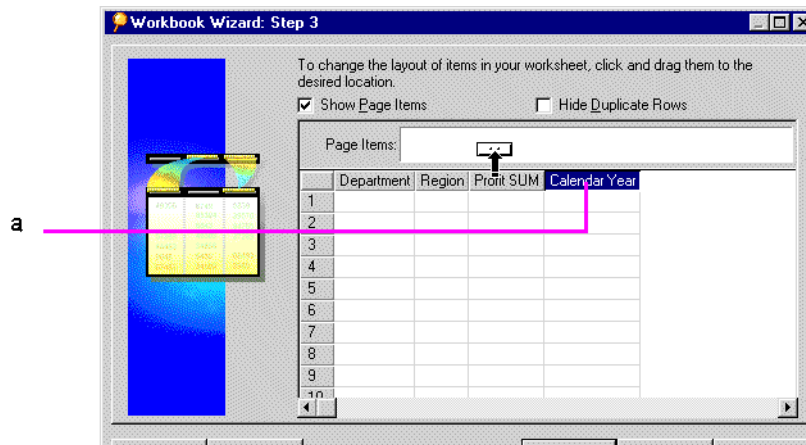 Workbook Wizard: Step 3
To change the layout of items in your worksheet, click and drag them to the
desired location.
Show Page Items Hide Duplicate Rows
Page Items:
Department Region Profit SUM Calendar Year
1
2
a
3
4
5
6
7
8
9
10